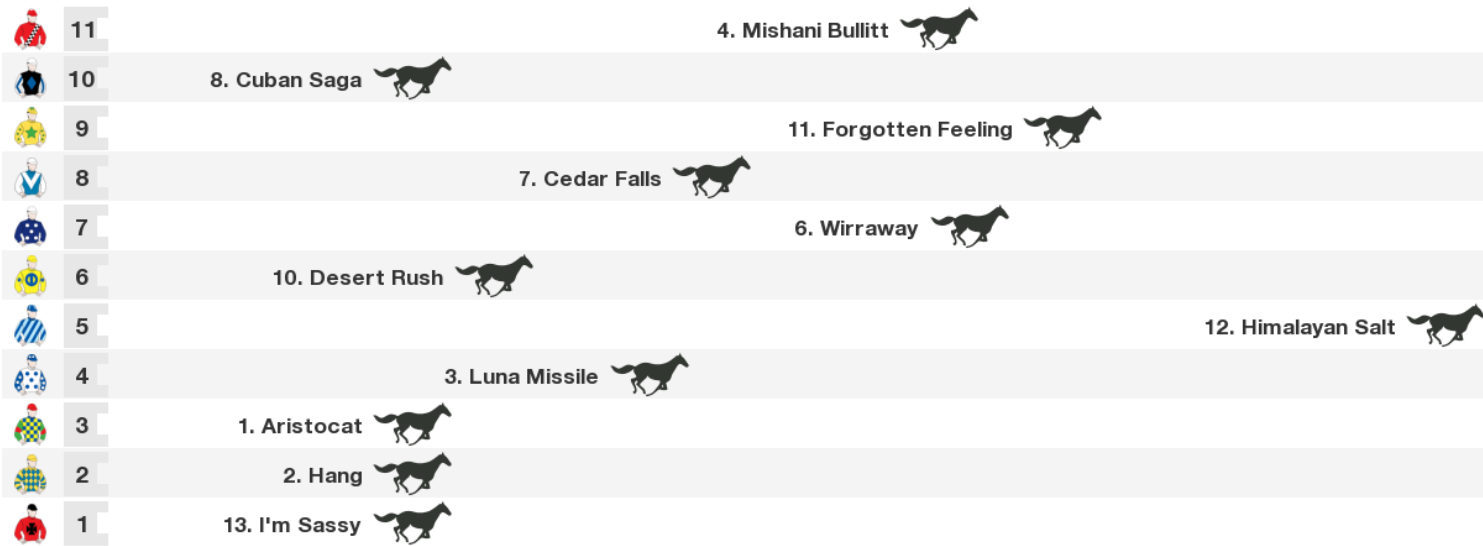 11 4. Mishani Bullitt
10 8. Cuban Saga
9 11. Forgotten Feeling
8 7. Cedar Falls
7 6. Wirraway
6 10. Desert Rush
5 12. Himalayan Salt
4 3. Luna Missile
3 1. Aristocat
2 2. Hang
1 13. I'm Sassy